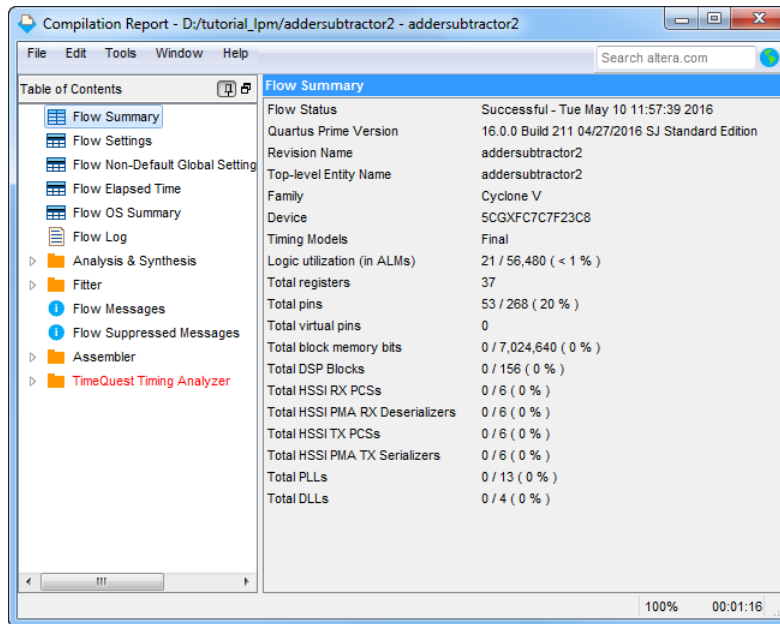 Compilation Report - D:/tutorial_lpm/addersubtractor2 - addersubtractor2
File Edit Tools Window Help
Search altera.com
Table of Contents
Flow Summary
Flow Settings
Flow Non-Default Global Setting
Flow Elapsed Time
Flow OS Summary
Flow Log
Analysis & Synthesis
Fitter
Flow Messages
Flow Suppressed Messages
Assembler
TimeQuest Timing Analyzer
Flow Summary
Flow Status Successful - Tue May 10 11:57:39 2016
Quartus Prime Version 16.0.0 Build 211 04/27/2016 SJ Standard Edition
Revision Name addersubtractor2
Top-level Entity Name addersubtractor2
Family Cyclone V
Device 5CGXFC7C7F23C8
Timing Models Final
Logic utilization (in ALMs) 21 / 56,480 ( < 1 % )
Total registers 37
Total pins 53 / 268 ( 20 % )
Total virtual pins 0
Total block memory bits 0 / 7,024,640 ( 0 % )
Total DSP Blocks 0 / 156 ( 0 % )
Total HSSI RX PCSs 0 / 6 ( 0 % )
Total HSSI PMA RX Deserializers 0 / 6 ( 0 % )
Total HSSI TX PCSs 0 / 6 ( 0 % )
Total HSSI PMA TX Serializers 0 / 6 ( 0 % )
Total PLLs 0 / 13 ( 0 % )
Total DLLs 0 / 4 ( 0 % )
100% 00:01:16